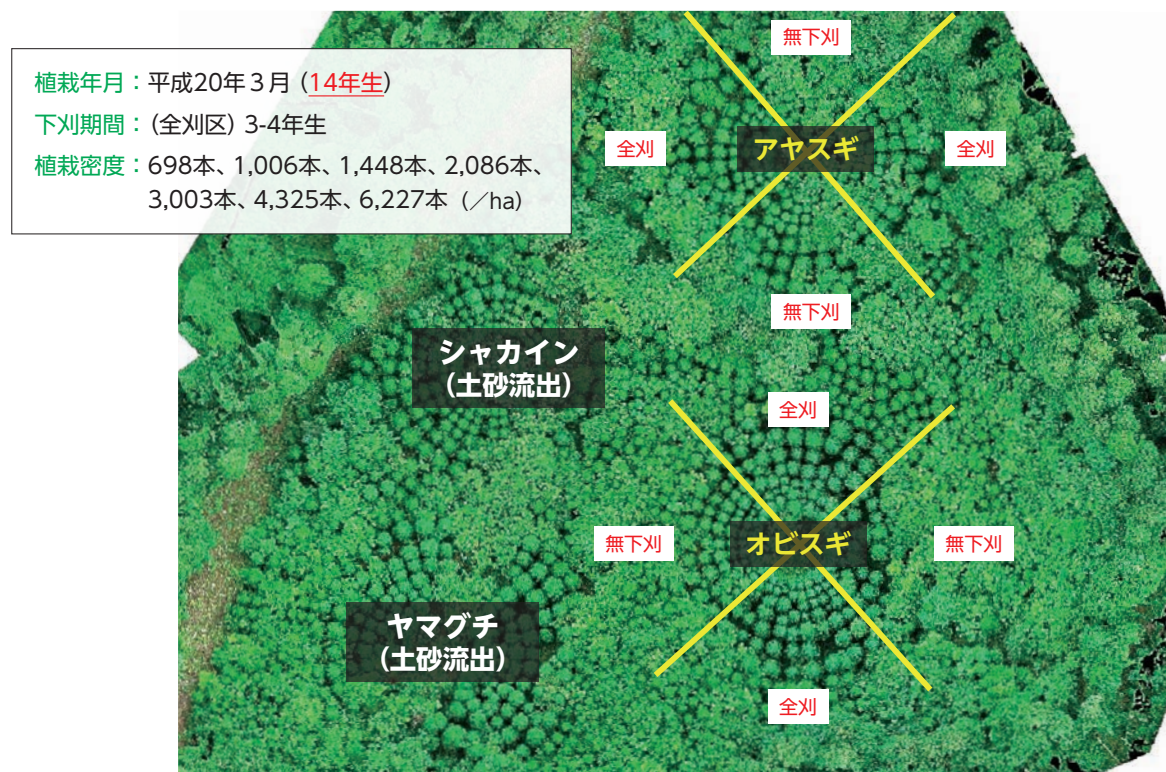 植栽年月：平成20年３月（14年生）
下刈期間：（全刈区）3-4年生
植栽密度：698本、1,006本、1,448本、2,086本、
3,003本、4,325本、6,227本（／ha）
無下刈
全刈
アヤスギ
全刈
無下刈
シャカイン
（土砂流出）
全刈
無下刈
オビスギ
無下刈
ヤマグチ
（土砂流出）
全刈